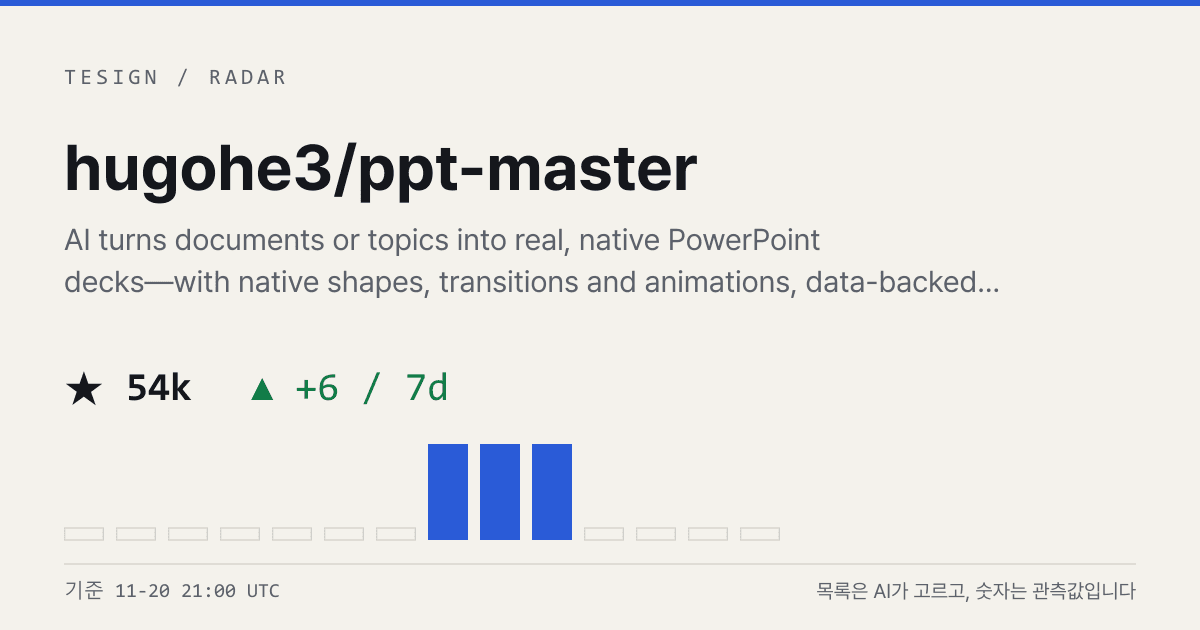 TESIGN / RADAR
hugohe3/ppt-master
AI turns documents or topics into real, native PowerPoint
decks—with native shapes, transitions and animations, data-backed…
★ 54k ▲ +6 / 7d
기준 11-20 21:00 UTC
목록은 AI가 고르고, 숫자는 관측값입니다